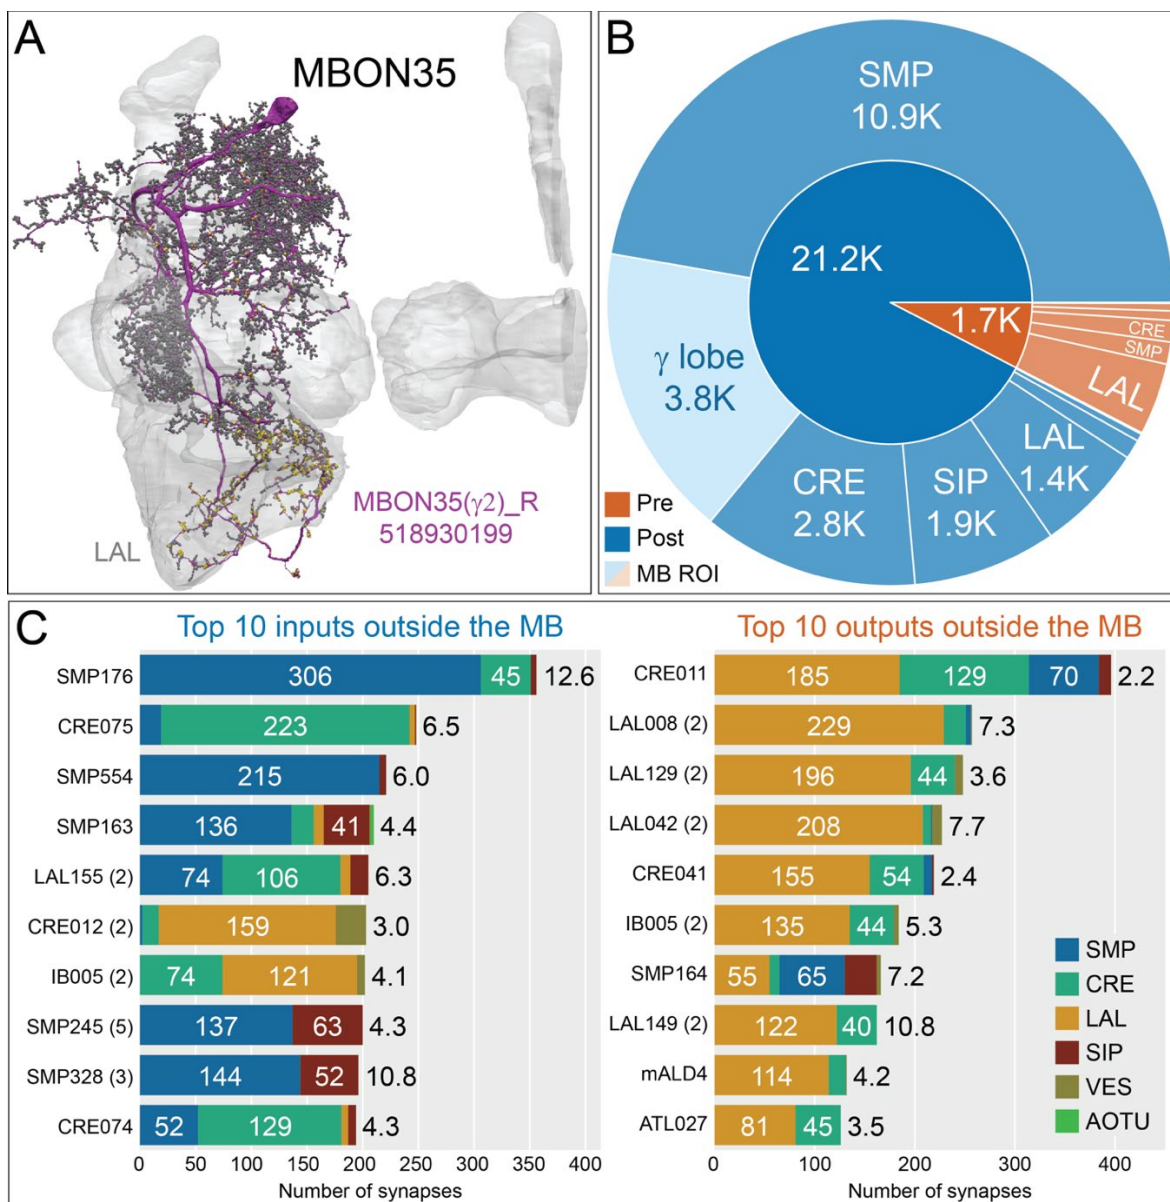 A
MBON35
LAL
MBON35(γ2)_R
518930199
B
SMP
10.9K
21.2K
1.7K
CRE
SMP
LAL
γ lobe
3.8K
CRE
2.8K
SIP
1.9K
LAL
1.4K
Pre
Post
MB ROI
C
Top 10 inputs outside the MB
SMP176 306 45 12.6
CRE075 223 6.5
SMP554 215 6.0
SMP163 136 41 4.4
LAL155 (2) 74 106 6.3
CRE012 (2) 159 3.0
IB005 (2) 74 121 4.1
SMP245 (5) 137 63 4.3
SMP328 (3) 144 52 10.8
CRE074 52 129 4.3
0 50 100 150 200 250 300 350 400
Number of synapses
Top 10 outputs outside the MB
CRE011 185 129 70 2.2
LAL008 (2) 229 7.3
LAL129 (2) 196 44 3.6
LAL042 (2) 208 7.7
CRE041 155 54 2.4
IB005 (2) 135 44 5.3
SMP164 55 65 7.2
LAL149 (2) 122 40 10.8
mALD4 114 4.2
ATL027 81 45 3.5
0 100 200 300 400
Number of synapses
SMP
CRE
LAL
SIP
VES
AOTU